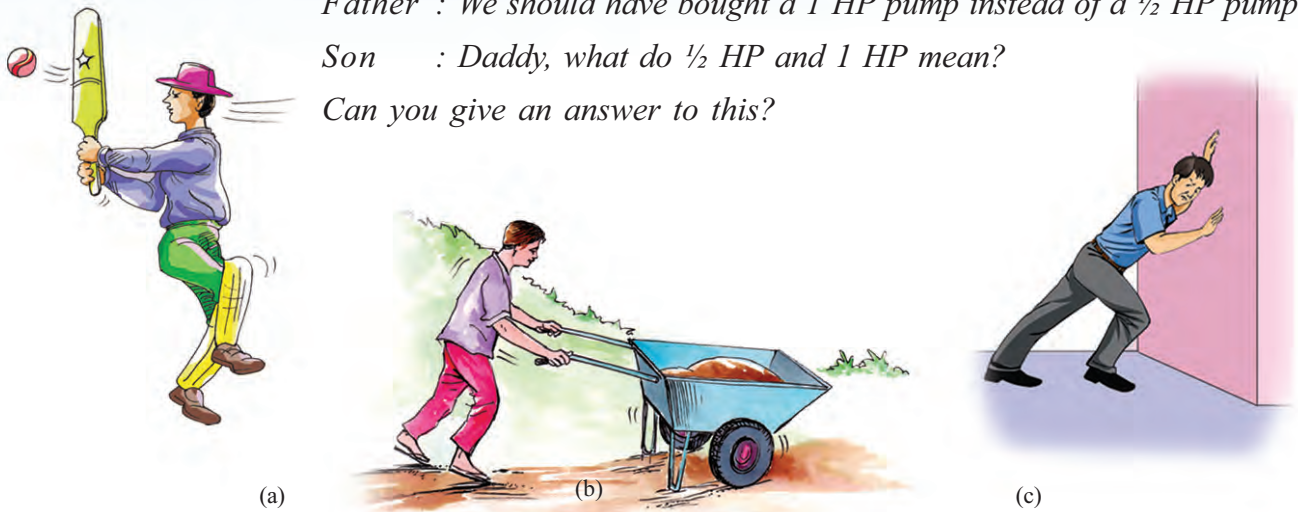 Father : We should have bought a 1 HP pump instead of a ½ HP pump
Son : Daddy, what do ½ HP and 1 HP mean?
Can you give an answer to this?
(a)
(b)
(c)